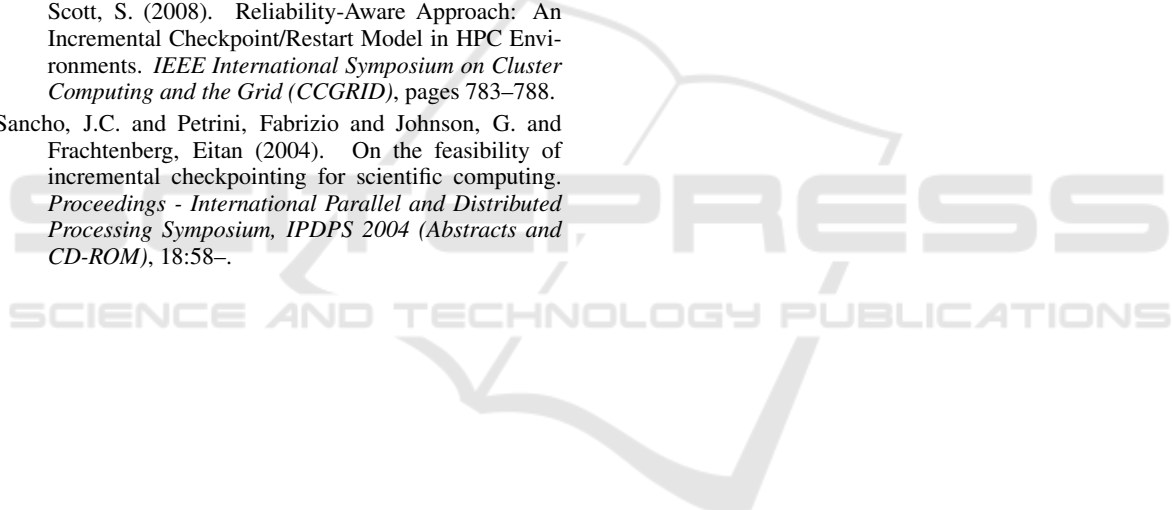 Scott, S. (2008). Reliability-Aware Approach: An
Incremental Checkpoint/Restart Model in HPC Envi-
ronments. IEEE International Symposium on Cluster
Computing and the Grid (CCGRID), pages 783–788.
Sancho, J.C. and Petrini, Fabrizio and Johnson, G. and
Frachtenberg, Eitan (2004). On the feasibility of
incremental checkpointing for scientific computing.
Proceedings - International Parallel and Distributed
Processing Symposium, IPDPS 2004 (Abstracts and
CD-ROM), 18:58–.
SCITEPRESS
SCIENCE AND TECHNOLOGY PUBLICATIONS